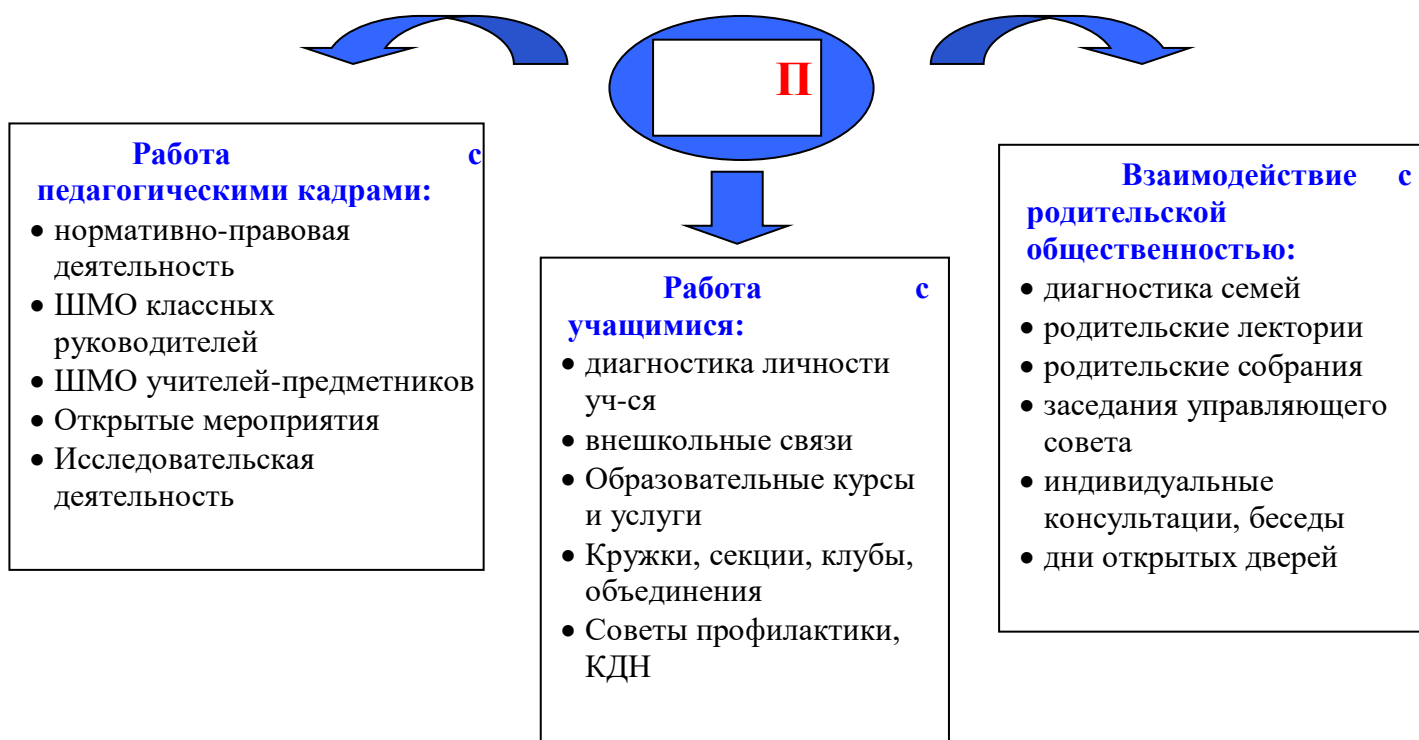 П
Работа с
педагогическими кадрами:
• нормативно-правовая
деятельность
• ШМО классных
руководителей
• ШМО учителей-предметников
• Открытые мероприятия
• Исследовательская
деятельность
Работа с
учащимися:
• диагностика личности
уч-ся
• внешкольные связи
• Образовательные курсы
и услуги
• Кружки, секции, клубы,
объединения
• Советы профилактики,
КДН
Взаимодействие с
родительской
общественностью:
• диагностика семей
• родительские лектории
• родительские собрания
• заседания управляющего
совета
• индивидуальные
консультации, беседы
• дни открытых дверей